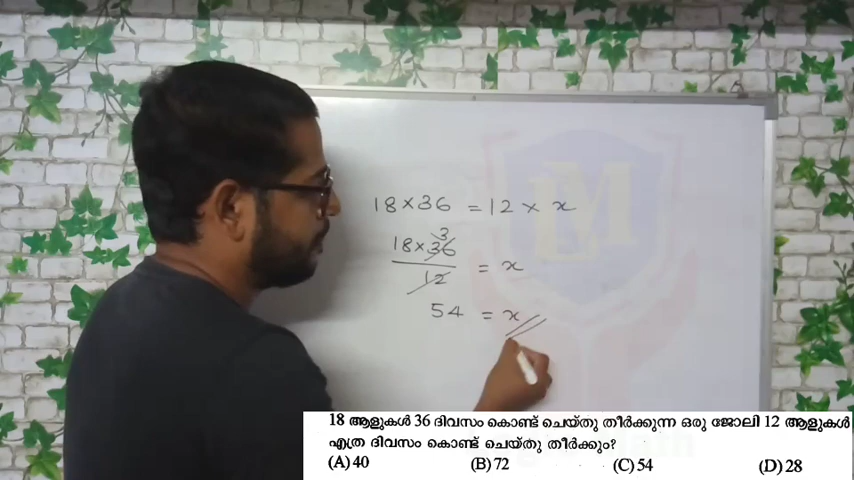 18 × 36 = 12 × x
18 × 36 3
12
= x
54 = x
LM
18 ആളുകൾ 36 ദിവസം കൊണ്ട് ചെയ്തു തീർക്കുന്ന ഒരു ജോലി 12 ആളുകൾ
എത്ര ദിവസം കൊണ്ട് ചെയ്തു തീർക്കും?
(A) 40 (B) 72 (C) 54 (D) 28